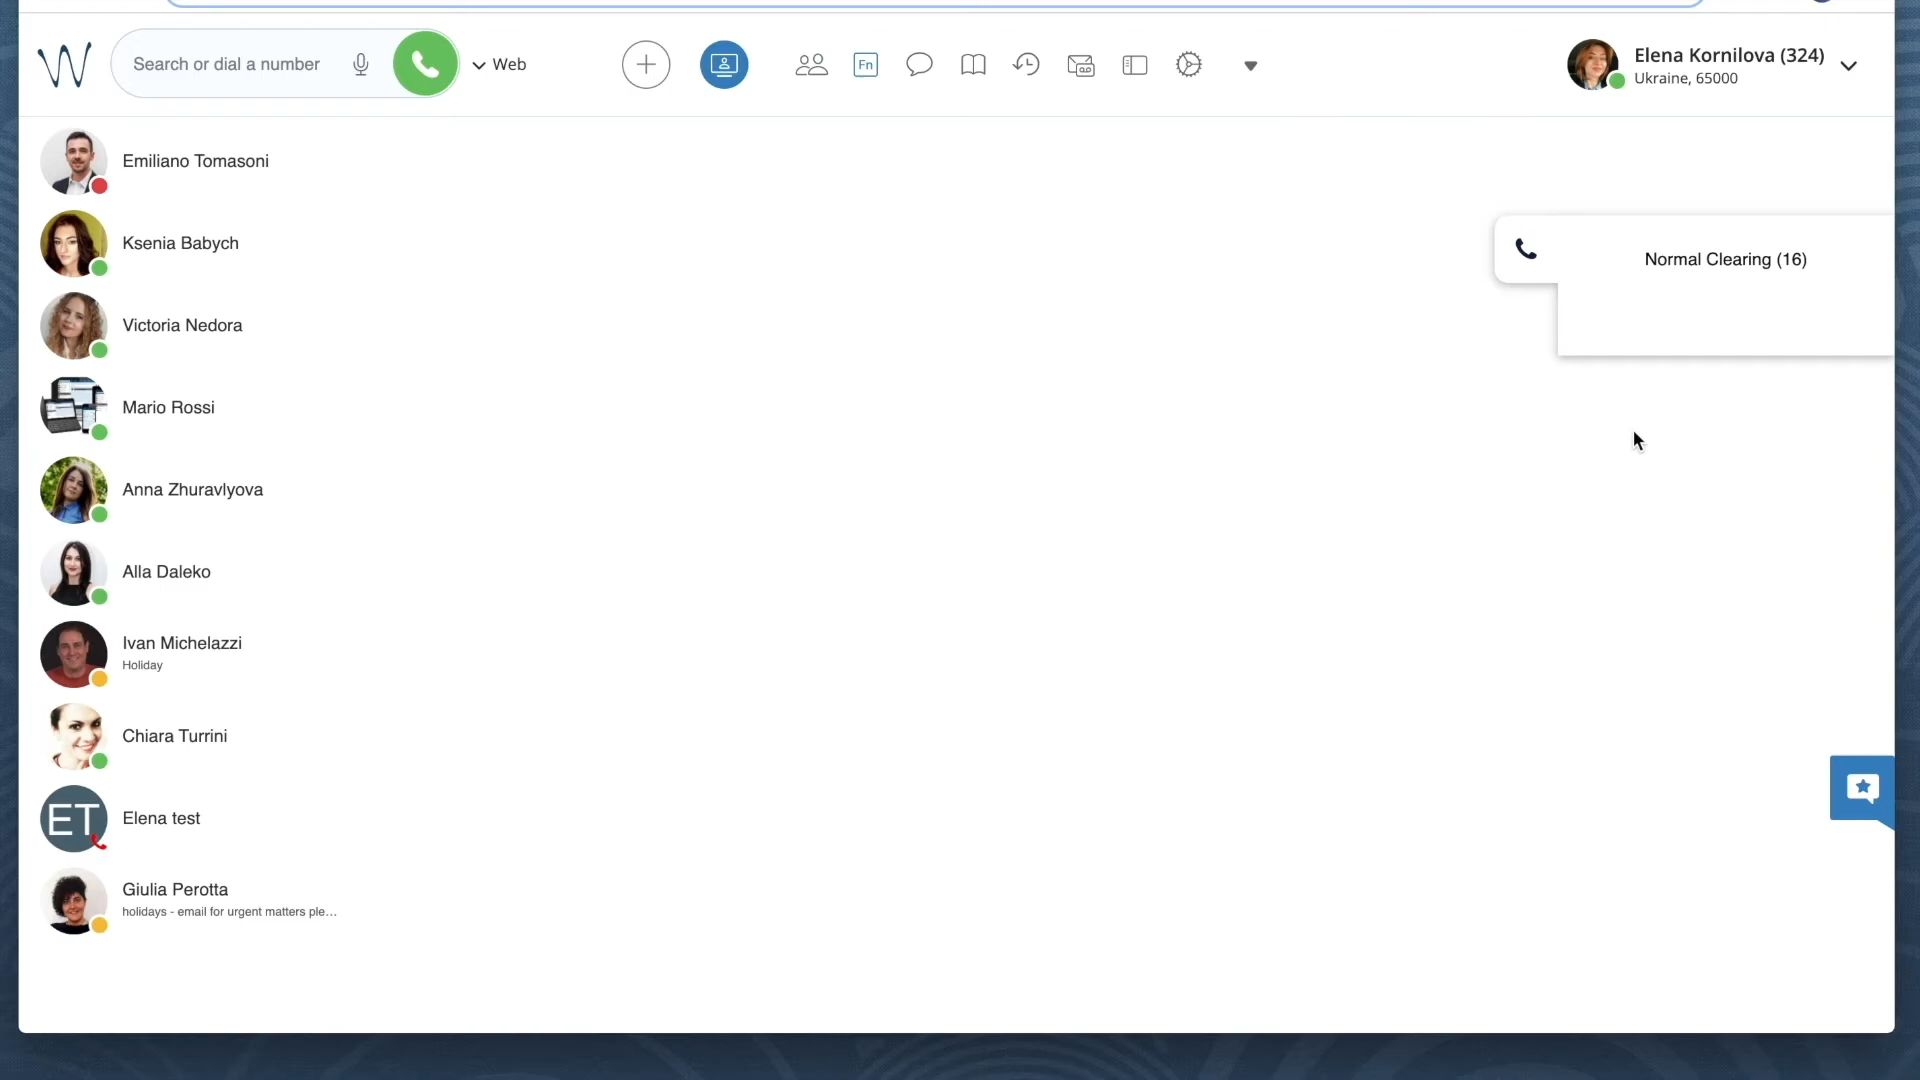 Search or dial a number
Web
Fn
Elena Kornilova (324)
Ukraine, 65000
Emiliano Tomasoni
Ksenia Babych
Normal Clearing (16)
Victoria Nedora
Mario Rossi
Anna Zhuravlyova
Alla Daleko
Ivan Michelazzi
Holiday
Chiara Turrini
ET
Elena test
Giulia Perotta
holidays - email for urgent matters ple...